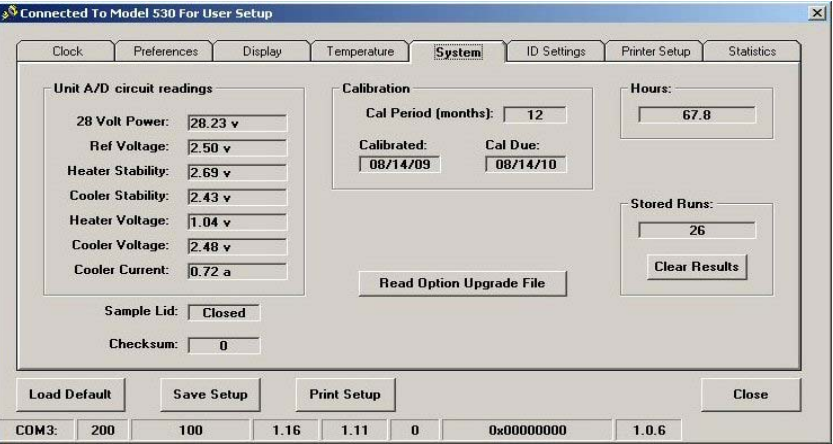 Connected To Model 530 For User Setup
Clock Preferences Display Temperature System ID Settings Printer Setup Statistics
Unit A/D circuit readings
28 Volt Power: 28.23 v
Ref Voltage: 2.50 v
Heater Stability: 2.69 v
Cooler Stability: 2.43 v
Heater Voltage: 1.04 v
Cooler Voltage: 2.48 v
Cooler Current: 0.72 a
Sample Lid: Closed
Checksum: 0
Calibration
Cal Period (months): 12
Calibrated: Cal Due:
08/14/09 08/14/10
Read Option Upgrade File
Hours:
67.8
Stored Runs:
26
Clear Results
Load Default Save Setup Print Setup Close
COM3: 200 100 1.16 1.11 0 0x00000000 1.0.6